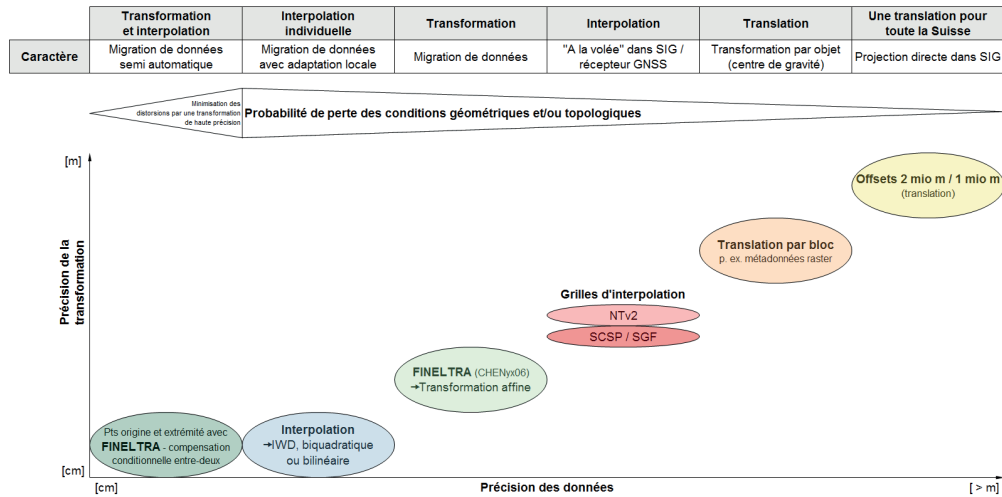 Transformation
et interpolation
Interpolation
individuelle
Transformation
Interpolation
Translation
Une translation pour
toute la Suisse
Caractère
Migration de données
semi automatique
Migration de données
avec adaptation locale
Migration de données
"A la volée" dans SIG /
récepteur GNSS
Transformation par objet
(centre de gravité)
Projection directe dans SIG
Minimisation des
distorsions par une transformation
de haute précision
Probabilité de perte des conditions géométriques et/ou topologiques
[m]
Précision de la
transformation
[cm]
Offsets 2 mio m / 1 mio m
(translation)
Translation par bloc
p. ex. métadonnées raster
Grilles d'interpolation
NTv2
SCSP / SGF
FINELTRA (CHENyx06)
→Transformation affine
Pts origine et extrémité avec
FINELTRA - compensation
conditionnelle entre-deux
Interpolation
→IWD, biquadratique
ou bilinéaire
[cm]
Précision des données
[ > m]